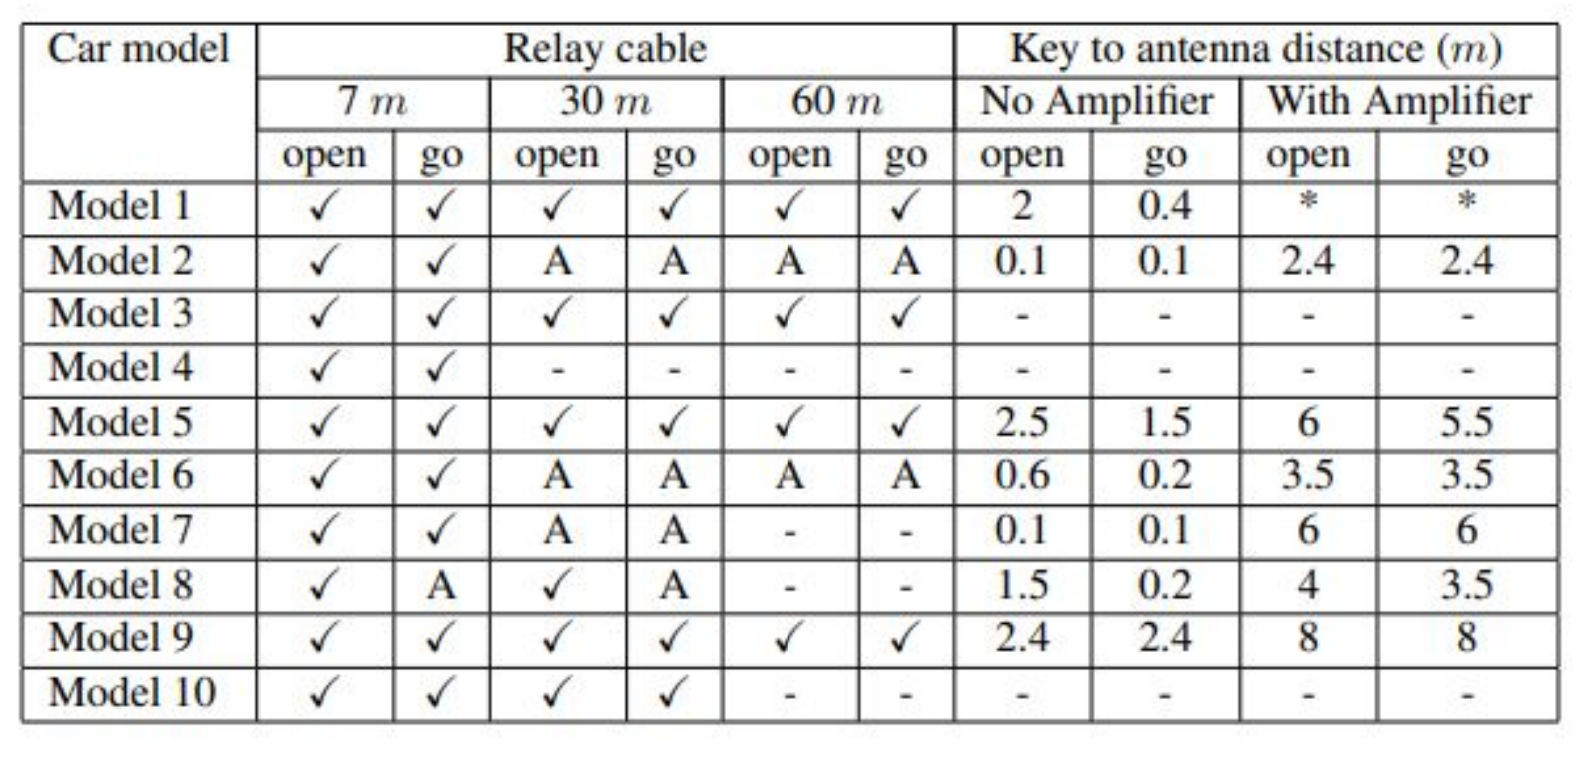 Car model Relay cable Key to antenna distance (m)
7 m 30 m 60 m No Amplifier With Amplifier
open go open go open go open go open go
Model 1 ✓ ✓ ✓ ✓ ✓ ✓ 2 0.4 * *
Model 2 ✓ ✓ A A A A 0.1 0.1 2.4 2.4
Model 3 ✓ ✓ ✓ ✓ ✓ ✓ - - - -
Model 4 ✓ ✓ - - - - - - - -
Model 5 ✓ ✓ ✓ ✓ ✓ ✓ 2.5 1.5 6 5.5
Model 6 ✓ ✓ A A A A 0.6 0.2 3.5 3.5
Model 7 ✓ ✓ A A - - 0.1 0.1 6 6
Model 8 ✓ A ✓ A - - 1.5 0.2 4 3.5
Model 9 ✓ ✓ ✓ ✓ ✓ ✓ 2.4 2.4 8 8
Model 10 ✓ ✓ ✓ ✓ - - - - - -